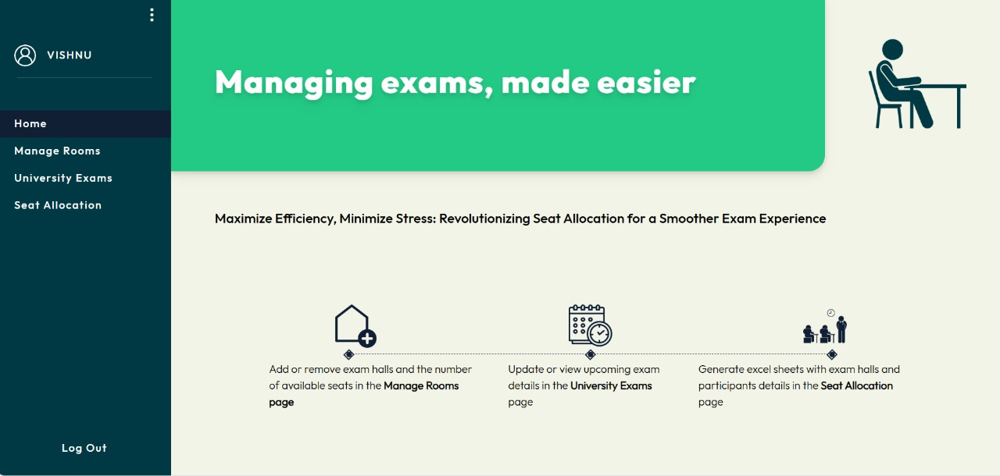 VISHNU
Home
Manage Rooms
University Exams
Seat Allocation
Log Out
Managing exams, made easier
Maximize Efficiency, Minimize Stress: Revolutionizing Seat Allocation for a Smoother Exam Experience
Add or remove exam halls and the number
of available seats in the Manage Rooms
page
Update or view upcoming exam
details in the University Exams
page
Generate excel sheets with exam halls and
participants details in the Seat Allocation
page